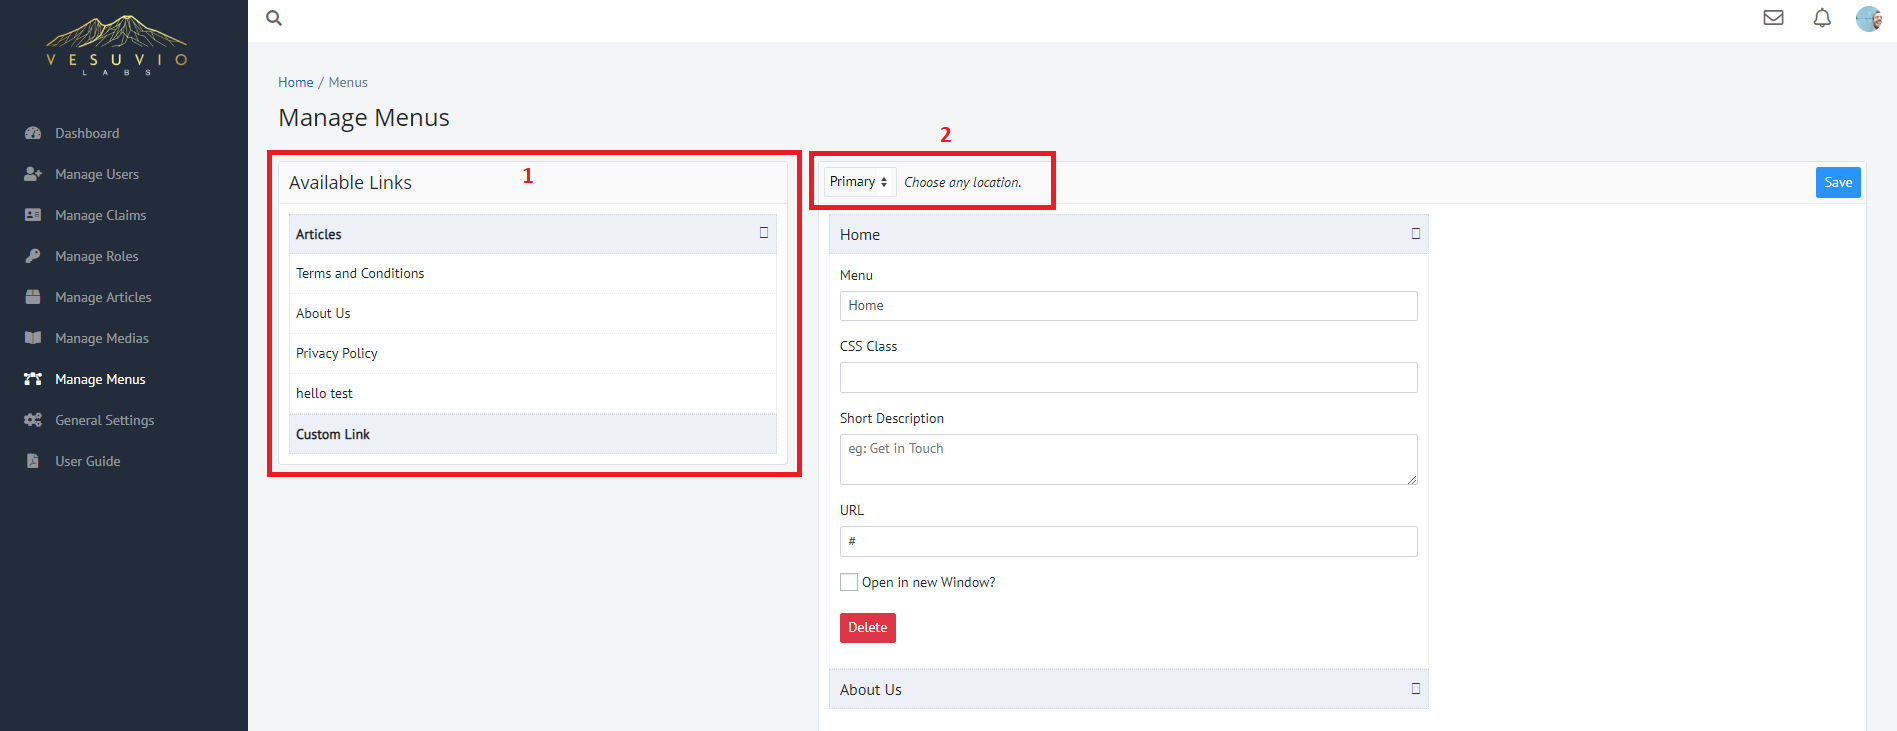 VESUVIO
LABS
Dashboard
Manage Users
Manage Claims
Manage Roles
Manage Articles
Manage Medias
Manage Menus
General Settings
User Guide
Home / Menus
Manage Menus
1
Available Links
Articles
Terms and Conditions
About Us
Privacy Policy
hello test
Custom Link
2
Primary Choose any location.
Save
Home
Menu
Home
CSS Class
Short Description
eg: Get in Touch
URL
#
Open in new Window?
Delete
About Us